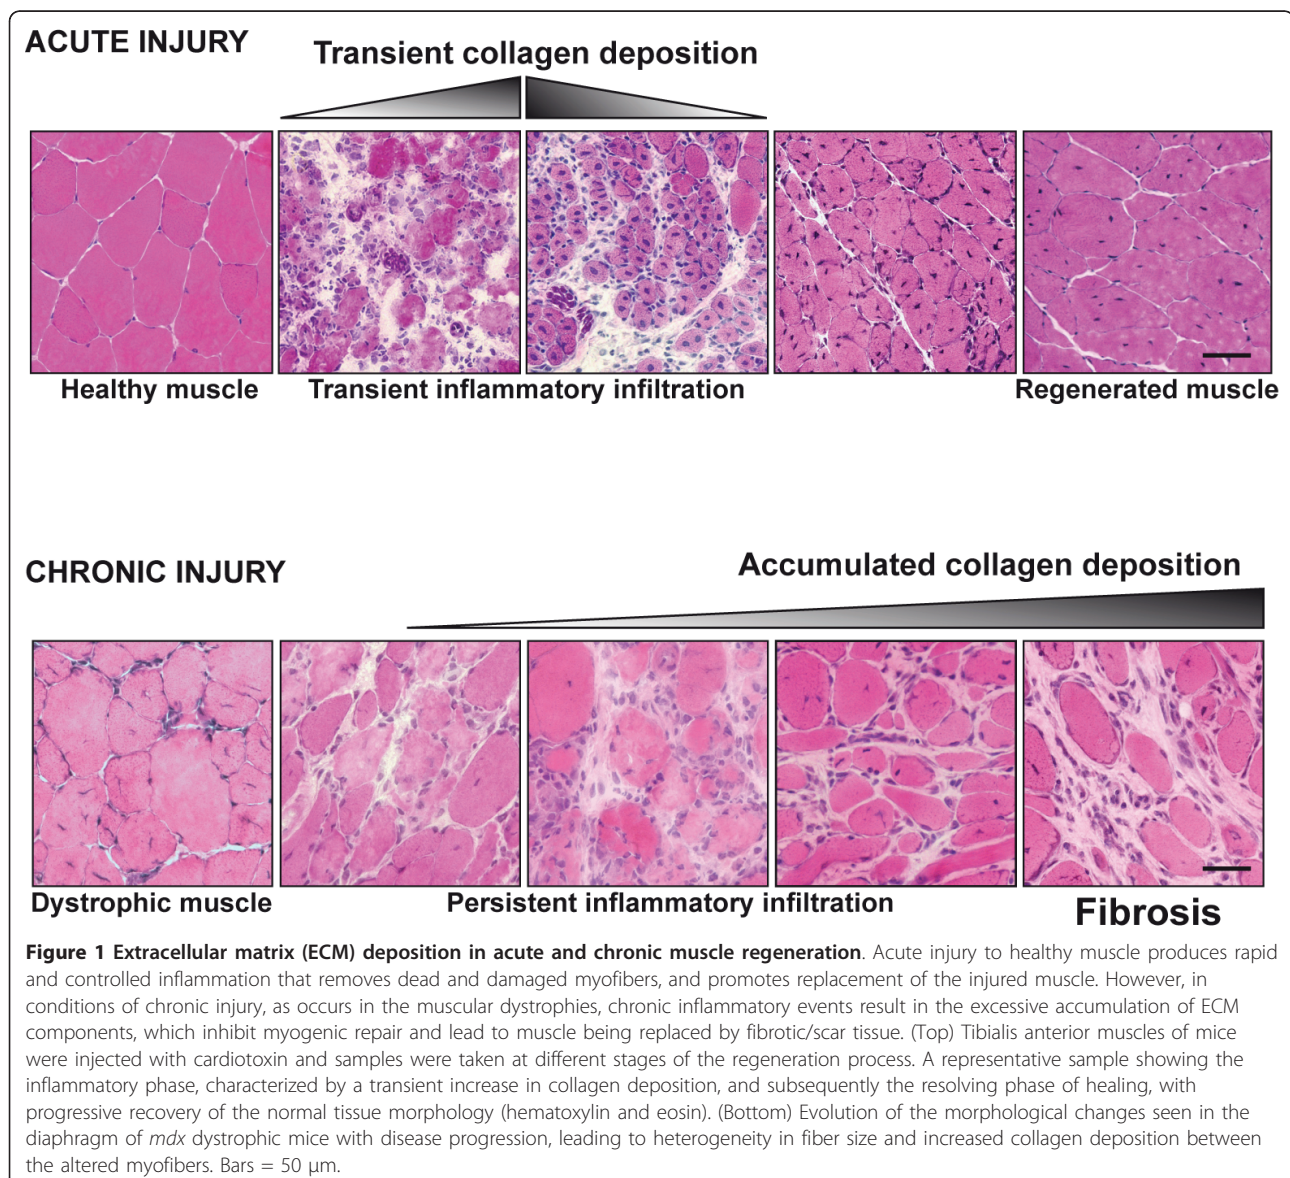 ACUTE INJURY
Transient collagen deposition
Healthy muscle
Transient inflammatory infiltration
Regenerated muscle
CHRONIC INJURY
Accumulated collagen deposition
Dystrophic muscle
Persistent inflammatory infiltration
Fibrosis
Figure 1 Extracellular matrix (ECM) deposition in acute and chronic muscle regeneration. Acute injury to healthy muscle produces rapid
and controlled inflammation that removes dead and damaged myofibers, and promotes replacement of the injured muscle. However, in
conditions of chronic injury, as occurs in the muscular dystrophies, chronic inflammatory events result in the excessive accumulation of ECM
components, which inhibit myogenic repair and lead to muscle being replaced by fibrotic/scar tissue. (Top) Tibialis anterior muscles of mice
were injected with cardiotoxin and samples were taken at different stages of the regeneration process. A representative sample showing the
inflammatory phase, characterized by a transient increase in collagen deposition, and subsequently the resolving phase of healing, with
progressive recovery of the normal tissue morphology (hematoxylin and eosin). (Bottom) Evolution of the morphological changes seen in the
diaphragm of mdx dystrophic mice with disease progression, leading to heterogeneity in fiber size and increased collagen deposition between
the altered myofibers. Bars = 50 μm.